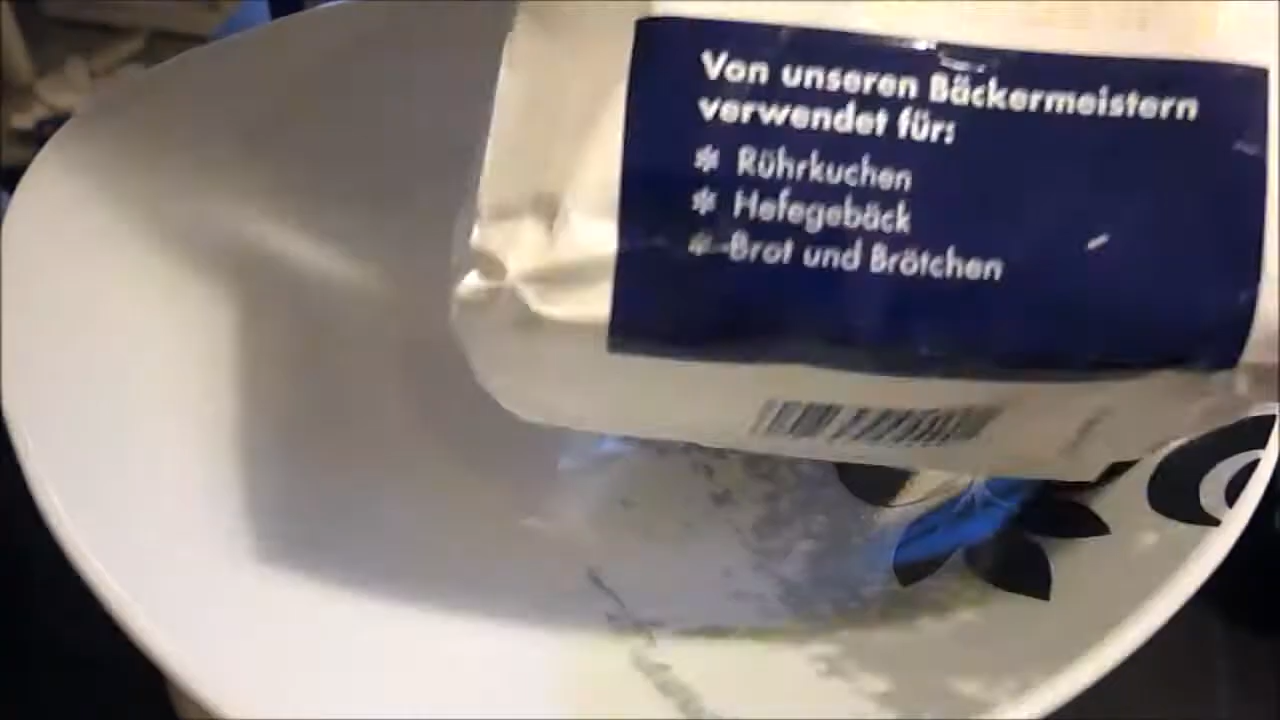 Von unseren Bäckermeistern
verwendet für:
* Rührkuchen
* Hefegebäck
* Brot und Brötchen